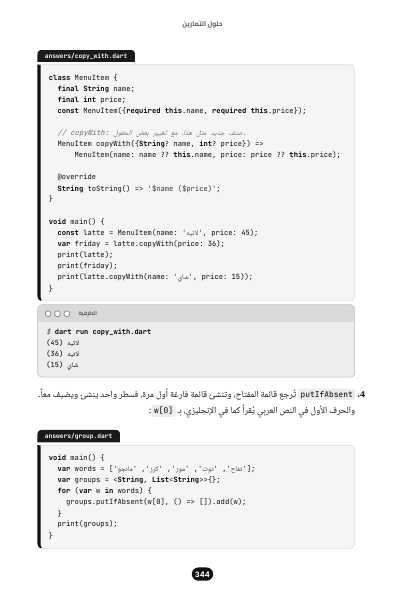 حلول التمارين
answers/copy_with.dart
class MenuItem {
final String name;
final int price;
const MenuItem({required this.name, required this.price});
// copyWith: صنف جديد مثل هذا، مع تغيير بعض الحقول.
MenuItem copyWith({String? name, int? price}) =>
MenuItem(name: name ?? this.name, price: price ?? this.price);
@override
String toString() => '$name ($price)';
}
void main() {
const latte = MenuItem(name: 'لاتيه', price: 45);
var friday = latte.copyWith(price: 36);
print(latte);
print(friday);
print(latte.copyWith(name: 'شاي', price: 15));
}
الطرفية
$ dart run copy_with.dart
لاتيه (45)
لاتيه (36)
شاي (15)
4. putIfAbsent تُرجع قائمة المفتاح، وتنشئ قائمة فارغة أول مرة، فسطر واحد ينشئ ويضيف معاً.
والحرف الأول في النص العربي يُقرأ كما في الإنجليزي، بـ w[0]:
answers/group.dart
void main() {
var words = ['تفاح', 'توت', 'موز', 'كرز', 'مانجو'];
var groups = <String, List<String>>{};
for (var w in words) {
groups.putIfAbsent(w[0], () => []).add(w);
}
print(groups);
}
344